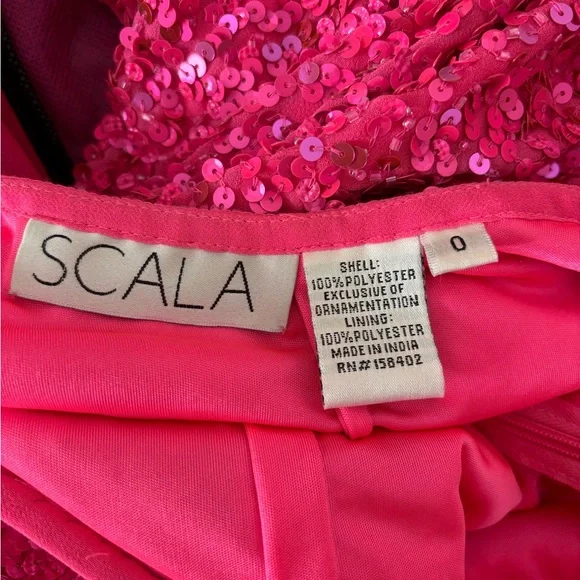 SCALA
SHELL:
100% POLYESTER
EXCLUSIVE OF
ORNAMENTATION
LINING:
100% POLYESTER
MADE IN INDIA
RN# 158402
0